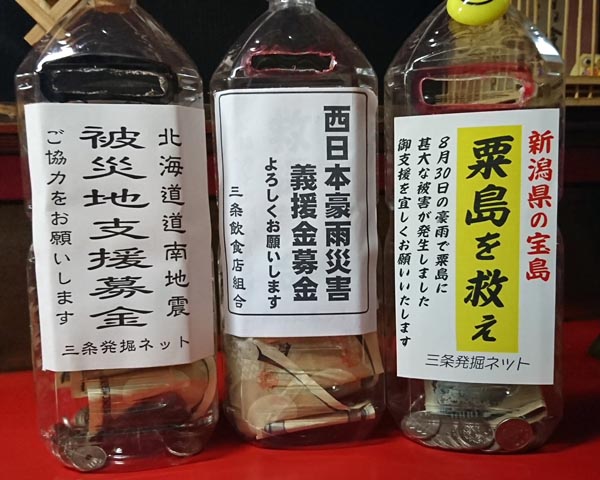 北海道道南地震
被災地支援募金
ご協力をお願いします
三条発掘ネット
西日本豪雨災害
義援金募金
よろしくお願いします
三条飲食店組合
新潟県の宝島
粟島を救え
8月30日の豪雨で粟島に
甚大な被害が発生しました
御支援を宜しくお願いいたします
三条発掘ネット